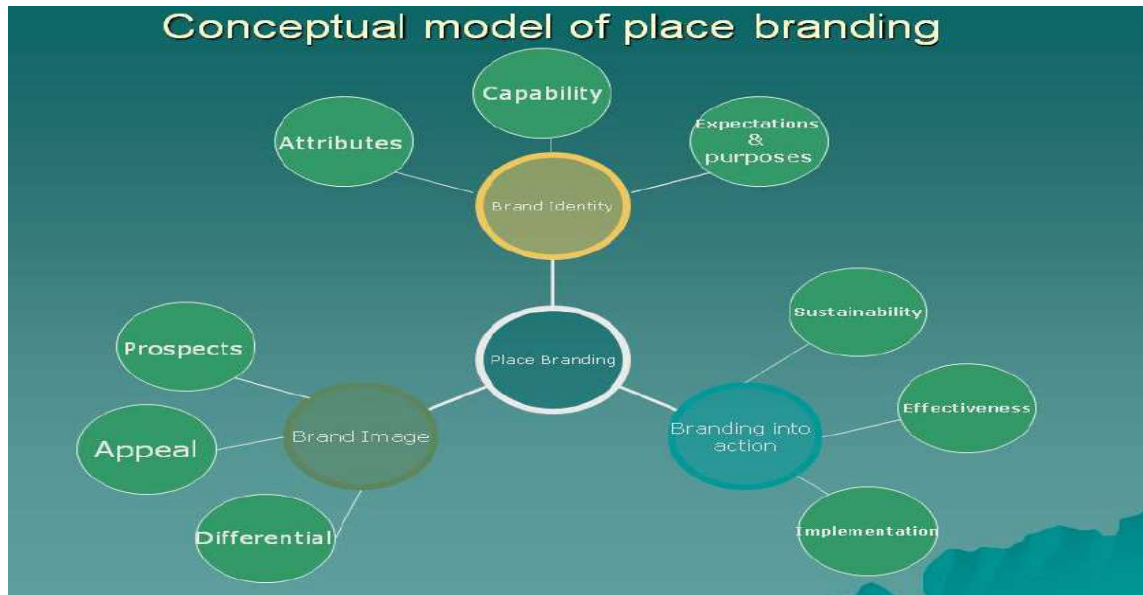 Conceptual model of place branding
Capability
Attributes
Expectations
&
purposes
Brand Identity
Sustainability
Prospects
Place Branding
Effectiveness
Brand Image
Branding into
action
Appeal
Differential
Implementation